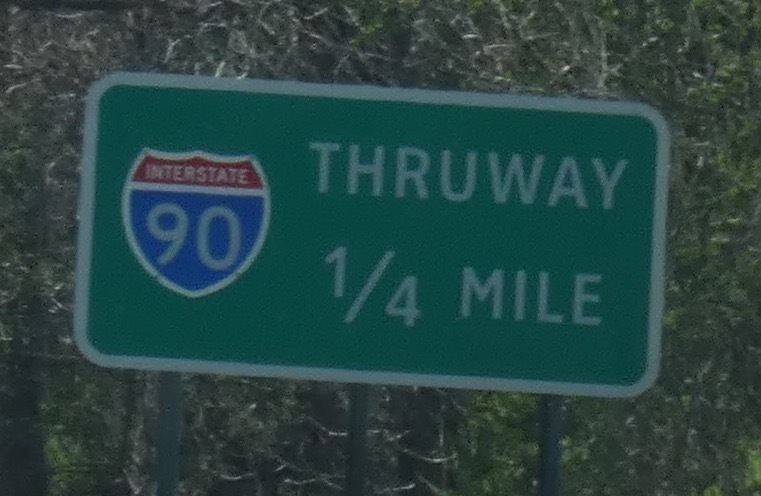 INTERSTATE
90
THRUWAY
1/4 MILE